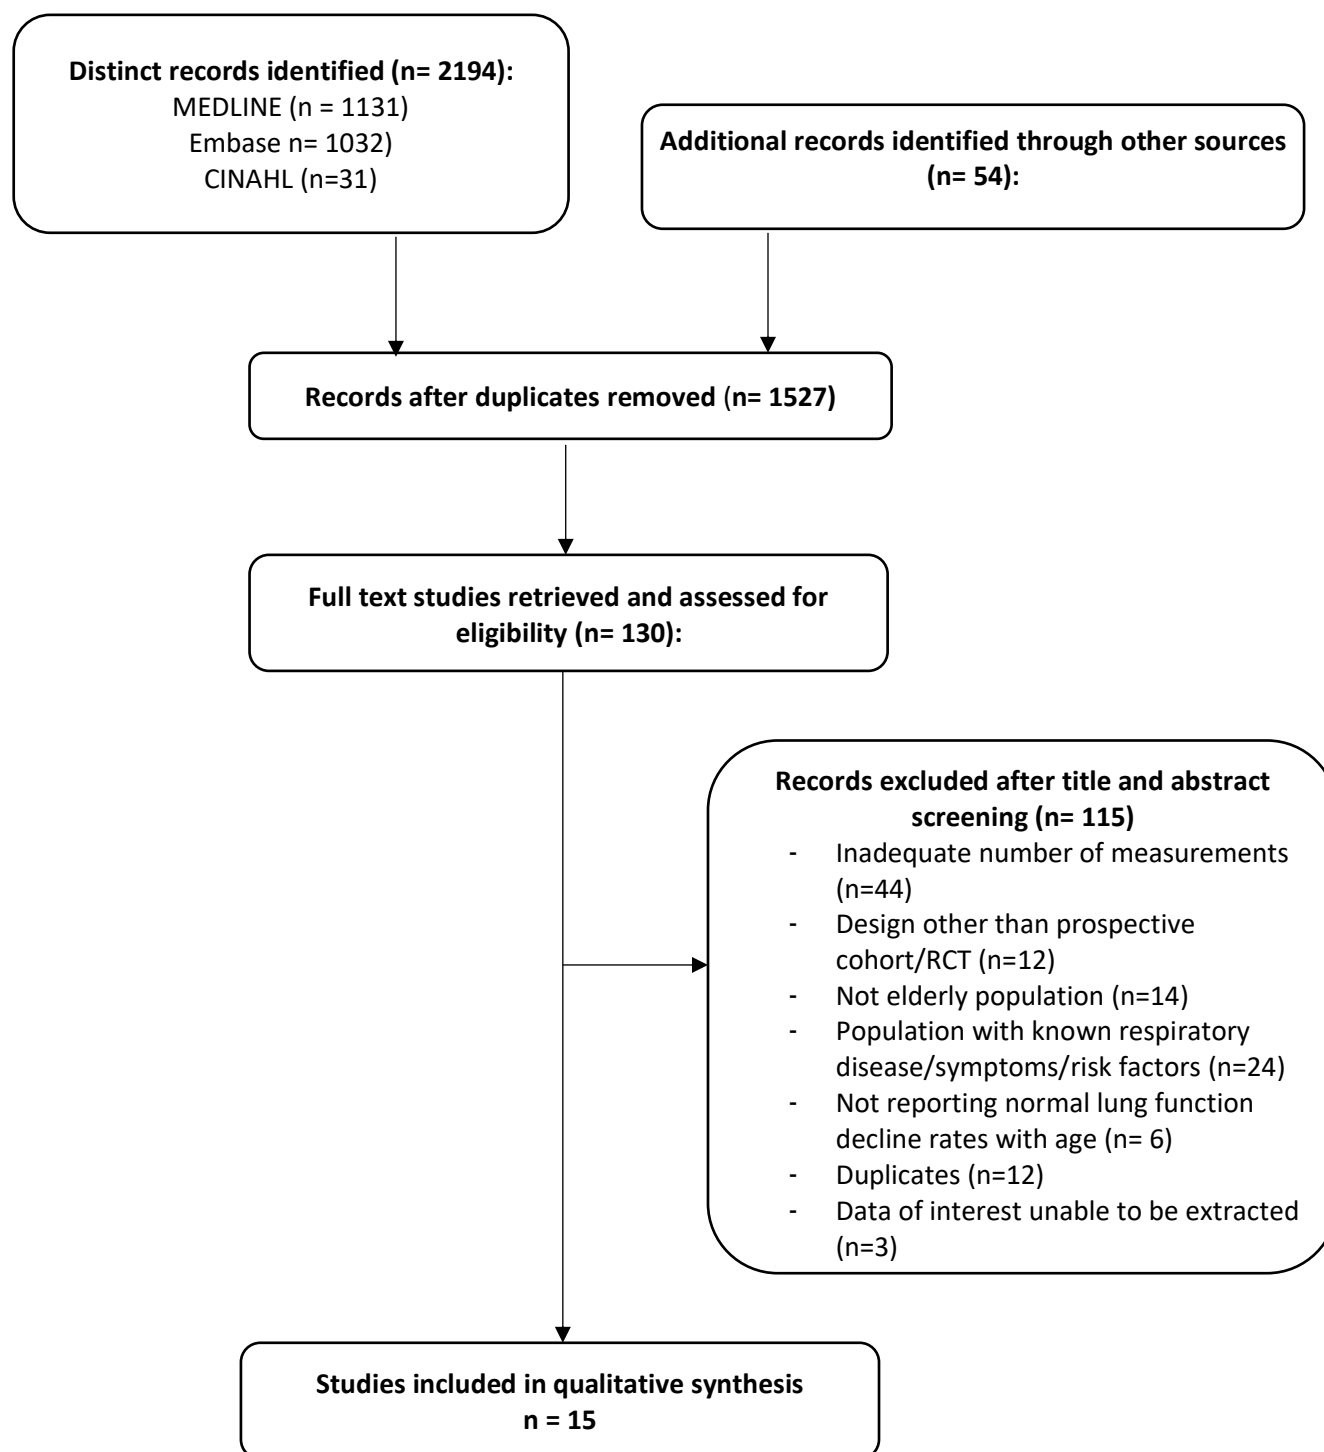 Distinct records identified (n= 2194):
MEDLINE (n = 1131)
Embase n= 1032)
CINAHL (n=31)
Additional records identified through other sources
(n= 54):
Records after duplicates removed (n= 1527)
Full text studies retrieved and assessed for
eligibility (n= 130):
Records excluded after title and abstract
screening (n= 115)
- Inadequate number of measurements
(n=44)
- Design other than prospective
cohort/RCT (n=12)
- Not elderly population (n=14)
- Population with known respiratory
disease/symptoms/risk factors (n=24)
- Not reporting normal lung function
decline rates with age (n= 6)
- Duplicates (n=12)
- Data of interest unable to be extracted
(n=3)
Studies included in qualitative synthesis
n = 15